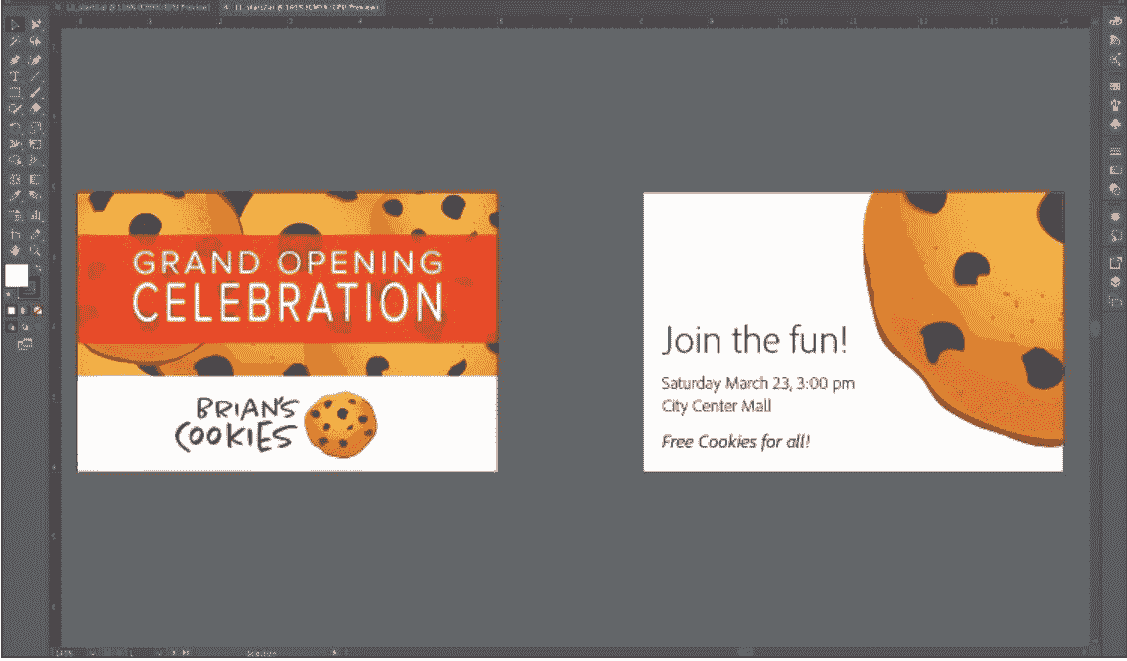 GRAND OPENING
CELEBRATION
BRIAN'S
COOKIES
Join the fun!
Saturday March 23, 3:00 pm
City Center Mall
Free Cookies for all!